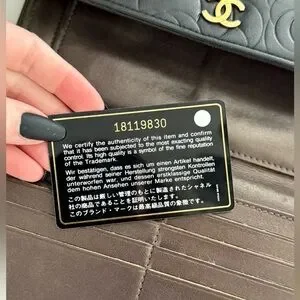 18119830
We certify the authenticity of this item and confirm
that it has been subjected to the most exacting quality
control. Its high quality is a symbol of the fine reputation
of the Trademark.
Wir bestätigen, dass es sich um einen Artikel handelt,
der während seiner Herstellung strengsten Kontrollen
unterworfen war, und dessen erstklassige Qualität
dem hohen Ansehen unserer Marke entspricht.
この製品は厳しい管理のもとに製造されたシャネル
社の商品であることを証明いたします。
このブランド・マークは最高級品質の象徴です。